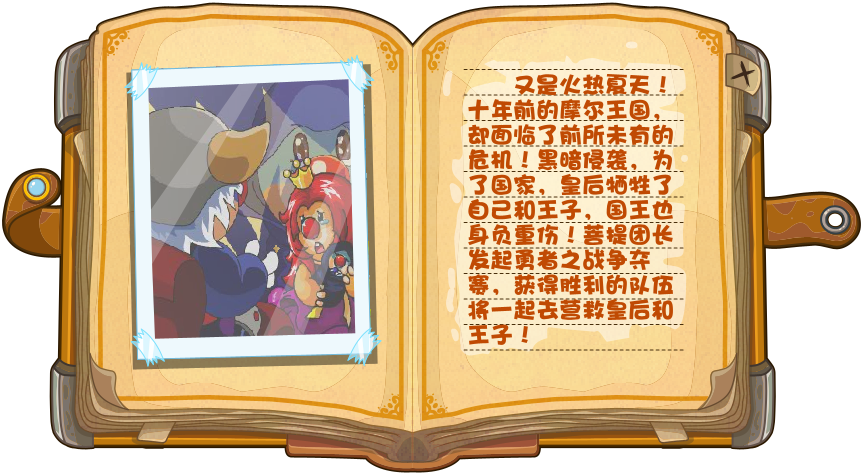 又是火热夏天！
十年前的摩尔王国，
却面临了前所未有的
危机！黑暗侵袭，为
了国家，皇后牺牲了
自己和王子，国王也
身负重伤！菩提团长
发起勇者之战争夺
赛，获得胜利的队伍
将一起去营救皇后和
王子！